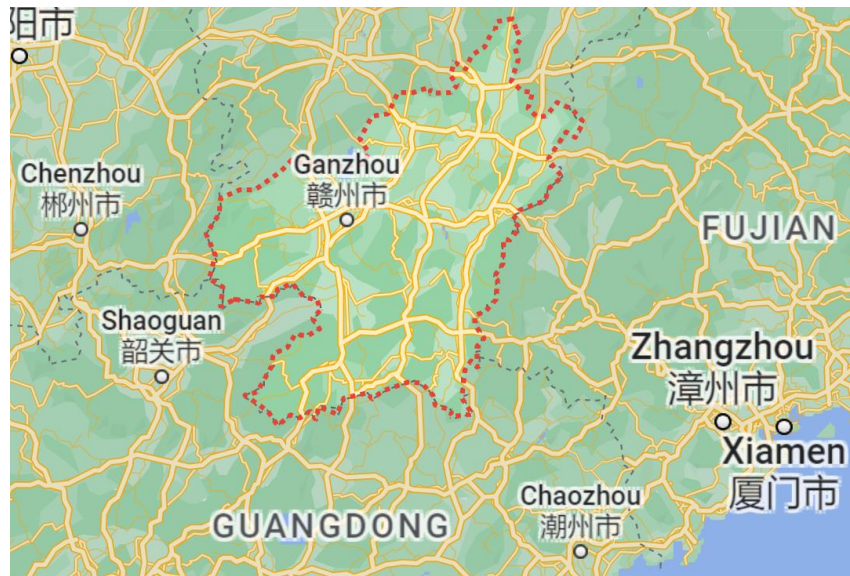 阳市
Chenzhou
郴州市
Ganzhou
赣州市
FUJIAN
Shaoguan
韶关市
Zhangzhou
漳州市
Xiamen
厦门市
Chaozhou
潮州市
GUANGDONG